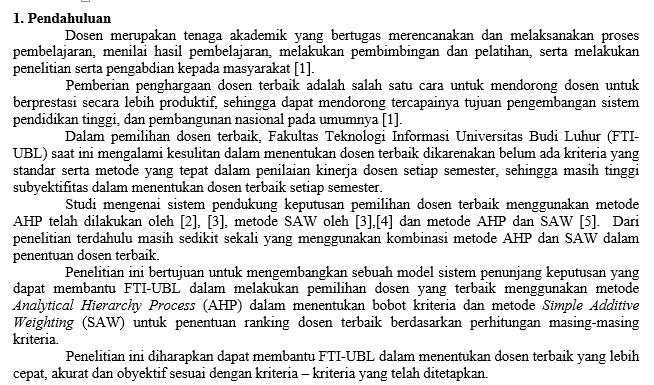 1. Pendahuluan
Dosen merupakan tenaga akademik yang bertugas merencanakan dan melaksanakan proses
pembelajaran, menilai hasil pembelajaran, melakukan pembimbingan dan pelatihan, serta melakukan
penelitian serta pengabdian kepada masyarakat [1].
Pemberian penghargaan dosen terbaik adalah salah satu cara untuk mendorong dosen untuk
berprestasi secara lebih produktif, sehingga dapat mendorong tercapainya tujuan pengembangan sistem
pendidikan tinggi, dan pembangunan nasional pada umumnya [1].
Dalam pemilihan dosen terbaik, Fakultas Teknologi Informasi Universitas Budi Luhur (FTI-
UBL) saat ini mengalami kesulitan dalam menentukan dosen terbaik dikarenakan belum ada kriteria yang
standar serta metode yang tepat dalam penilaian kinerja dosen setiap semester, sehingga masih tinggi
subyektifitas dalam menentukan dosen terbaik setiap semester.
Studi mengenai sistem pendukung keputusan pemilihan dosen terbaik menggunakan metode
AHP telah dilakukan oleh [2], [3], metode SAW oleh [3],[4] dan metode AHP dan SAW [5]. Dari
penelitian terdahulu masih sedikit sekali yang menggunakan kombinasi metode AHP dan SAW dalam
penentuan dosen terbaik.
Penelitian ini bertujuan untuk mengembangkan sebuah model sistem penunjang keputusan yang
dapat membantu FTI-UBL dalam melakukan pemilihan dosen yang terbaik menggunakan metode
Analytical Hierarchy Process (AHP) dalam menentukan bobot kriteria dan metode Simple Additive
Weighting (SAW) untuk penentuan ranking dosen terbaik berdasarkan perhitungan masing-masing
kriteria.
Penelitian ini diharapkan dapat membantu FTI-UBL dalam menentukan dosen terbaik yang lebih
cepat, akurat dan obyektif sesuai dengan kriteria – kriteria yang telah ditetapkan.